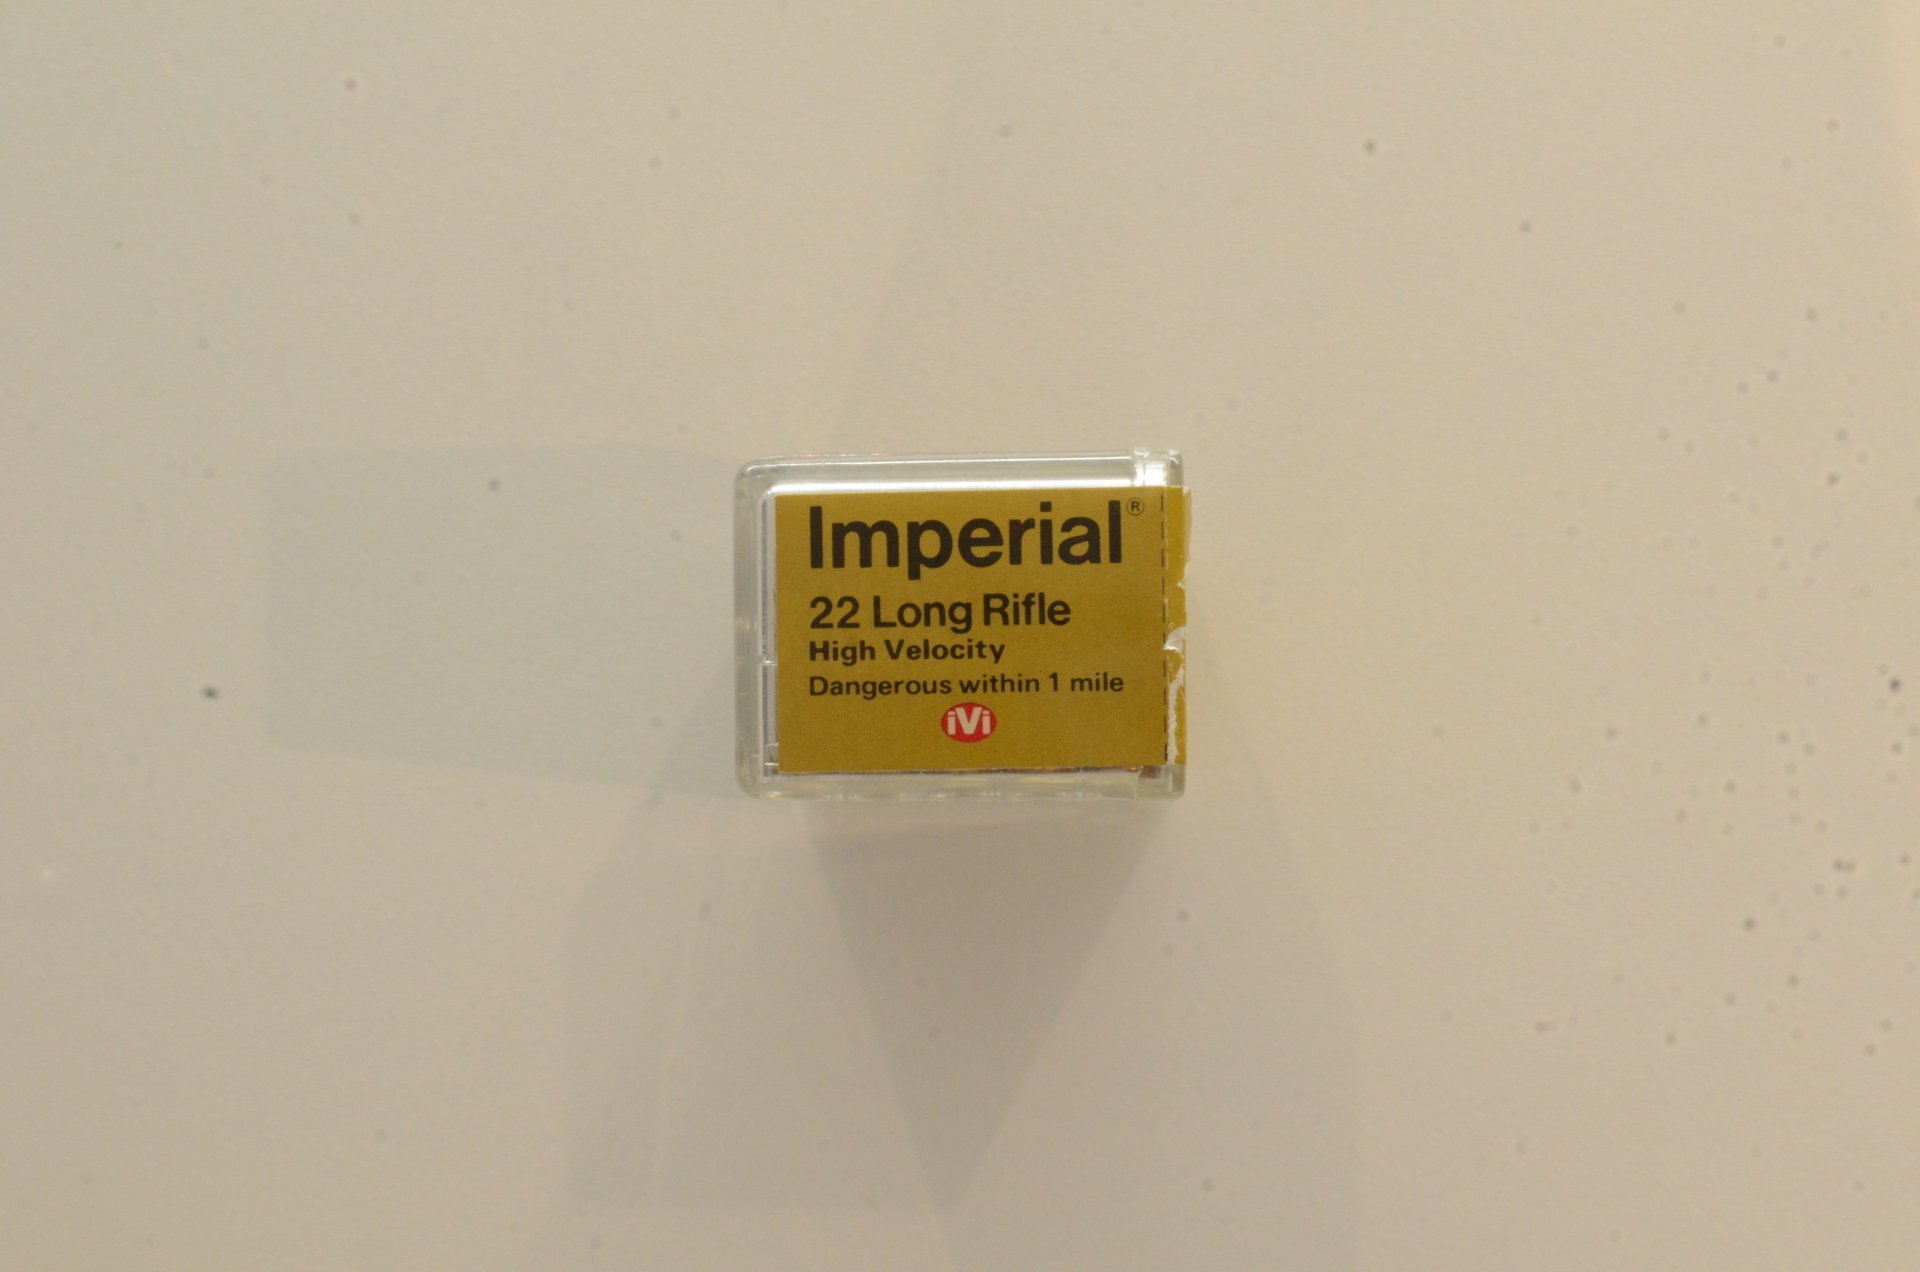 Imperial®
22 Long Rifle
High Velocity
Dangerous within 1 mile
iVi